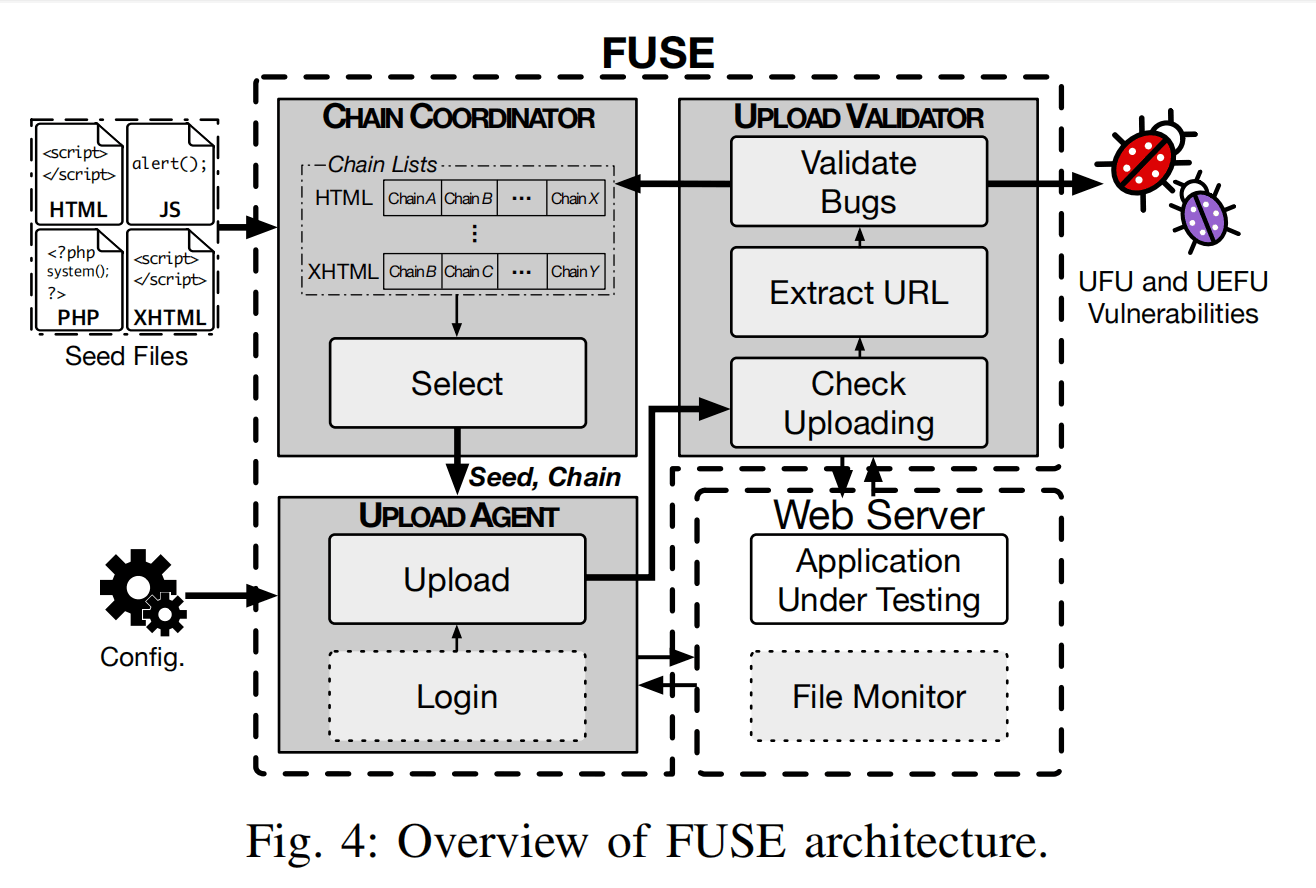 FUSE
CHAIN COORDINATOR
Chain Lists
HTML Chain A Chain B ··· Chain X
⋮
XHTML Chain B Chain C ··· Chain Y
Select
Seed, Chain
<script>
</script>
HTML
alert();
JS
<?php
system();
?>
PHP
<script>
</script>
XHTML
Seed Files
UPLOAD VALIDATOR
Validate
Bugs
Extract URL
Check
Uploading
UFU and UEFU
Vulnerabilities
UPLOAD AGENT
Upload
Login
Config.
Web Server
Application
Under Testing
File Monitor
Fig. 4: Overview of FUSE architecture.